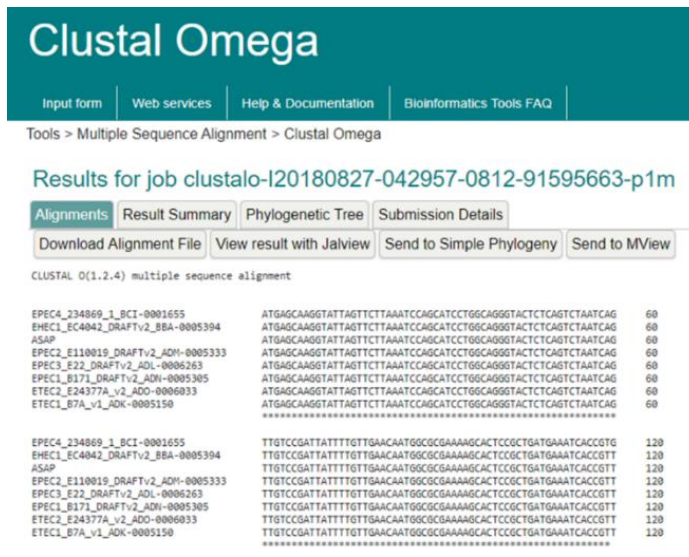 Clustal Omega
Input form Web services Help & Documentation Bioinformatics Tools FAQ
Tools > Multiple Sequence Alignment > Clustal Omega
Results for job clustalo-I20180827-042957-0812-91595663-p1m
Alignments Result Summary Phylogenetic Tree Submission Details
Download Alignment File View result with Jalview Send to Simple Phylogeny Send to MView
CLUSTAL O(1.2.4) multiple sequence alignment
EPEC4_234869_1_BCI-0001655 ATGAGCAAGGTATTAGTTCTTAAATCCAGCATCCTGGCAGGGTACTCTCAGTCTAATCAG 60
EHEC1_EC4042_DRAFTv2_BBA-0005394 ATGAGCAAGGTATTAGTTCTTAAATCCAGCATCCTGGCAGGGTACTCTCAGTCTAATCAG 60
ASAP ATGAGCAAGGTATTAGTTCTTAAATCCAGCATCCTGGCAGGGTACTCTCAGTCTAATCAG 60
EPEC2_E110019_DRAFTv2_ADM-0005333 ATGAGCAAGGTATTAGTTCTTAAATCCAGCATCCTGGCAGGGTACTCTCAGTCTAATCAG 60
EPEC3_E22_DRAFTv2_ADL-0006263 ATGAGCAAGGTATTAGTTCTTAAATCCAGCATCCTGGCAGGGTACTCTCAGTCTAATCAG 60
EPEC1_B171_DRAFTv2_ADN-0005305 ATGAGCAAGGTATTAGTTCTTAAATCCAGCATCCTGGCAGGGTACTCTCAGTCTAATCAG 60
ETEC2_E24377A_v2_ADO-0006033 ATGAGCAAGGTATTAGTTCTTAAATCCAGCATCCTGGCAGGGTACTCTCAGTCTAATCAG 60
ETEC1_B7A_v1_ADK-0005150 ATGAGCAAGGTATTAGTTCTTAAATCCAGCATCCTGGCAGGGTACTCTCAGTCTAATCAG 60
************************************************************
EPEC4_234869_1_BCI-0001655 TTGTCCGATTATTTTGTTGAACAATGGCGCGAAAAGCACTCCGCTGATGAAATCACCGTG 120
EHEC1_EC4042_DRAFTv2_BBA-0005394 TTGTCCGATTATTTTGTTGAACAATGGCGCGAAAAGCACTCCGCTGATGAAATCACCGTT 120
ASAP TTGTCCGATTATTTTGTTGAACAATGGCGCGAAAAGCACTCCGCTGATGAAATCACCGTT 120
EPEC2_E110019_DRAFTv2_ADM-0005333 TTGTCCGATTATTTTGTTGAACAATGGCGCGAAAAGCACTCCGCTGATGAAATCACCGTT 120
EPEC3_E22_DRAFTv2_ADL-0006263 TTGTCCGATTATTTTGTTGAACAATGGCGCGAAAAGCACTCCGCTGATGAAATCACCGTT 120
EPEC1_B171_DRAFTv2_ADN-0005305 TTGTCCGATTATTTTGTTGAACAATGGCGCGAAAAGCACTCCGCTGATGAAATCACCGTT 120
ETEC2_E24377A_v2_ADO-0006033 TTGTCCGATTATTTTGTTGAACAATGGCGCGAAAAGCACTCCGCTGATGAAATCACCGTT 120
ETEC1_B7A_v1_ADK-0005150 TTGTCCGATTATTTTGTTGAACAATGGCGCGAAAAGCACTCCGCTGATGAAATCACCGTT 120
***********************************************************